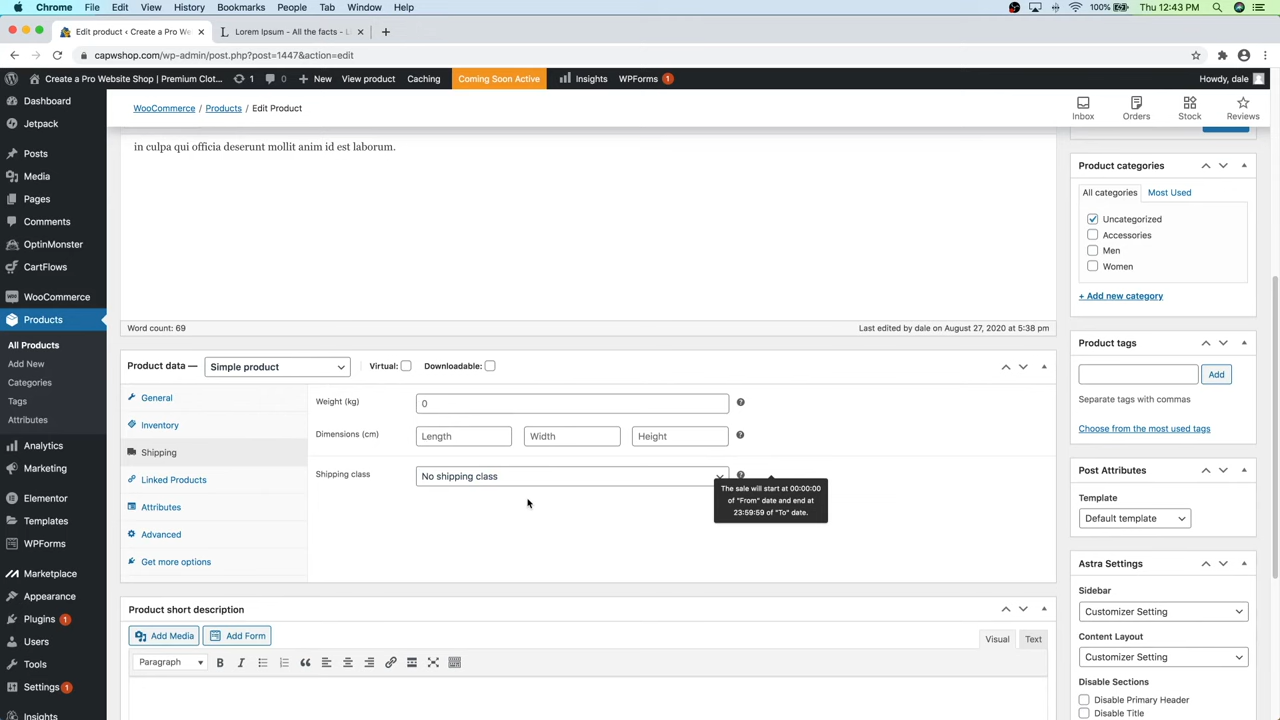 Chrome File Edit View History Bookmarks People Tab Window Help 100% Thu 12:43 PM
Edit product ‹ Create a Pro We Lorem Ipsum - All the facts - L
capwshop.com/wp-admin/post.php?post=1447&action=edit
Create a Pro Website Shop | Premium Clot... 1 0 + New View product Caching Coming Soon Active Insights WPForms 1 Howdy, dale
Dashboard
Jetpack
Posts
Media
Pages
Comments
OptinMonster
CartFlows
WooCommerce
Products
All Products
Add New
Categories
Tags
Attributes
Analytics
Marketing
Elementor
Templates
WPForms
Marketplace
Appearance
Plugins 1
Users
Tools
Settings 1
Insights
WooCommerce / Products / Edit Product
Inbox Orders Stock Reviews
in culpa qui officia deserunt mollit anim id est laborum.
Word count: 69 Last edited by dale on August 27, 2020 at 5:38 pm
Product data — Simple product Virtual: Downloadable:
General
Inventory
Shipping
Linked Products
Attributes
Advanced
Get more options
Weight (kg) 0 ?
Dimensions (cm) Length Width Height ?
Shipping class No shipping class ?
The sale will start at 00:00:00
of "From" date and end at
23:59:59 of "To" date.
Product short description
Add Media Add Form Visual Text
Paragraph B I
Product categories
All categories Most Used
Uncategorized
Accessories
Men
Women
+ Add new category
Product tags
Add
Separate tags with commas
Choose from the most used tags
Post Attributes
Template
Default template
Astra Settings
Sidebar
Customizer Setting
Content Layout
Customizer Setting
Disable Sections
Disable Primary Header
Disable Title